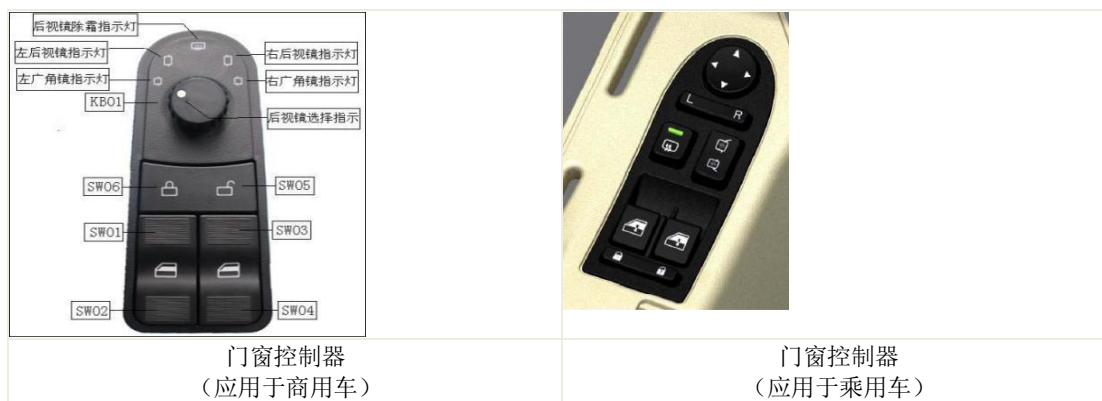 后视镜除霜指示灯
左后视镜指示灯
右后视镜指示灯
左广角镜指示灯
右广角镜指示灯
KB01
后视镜选择指示
SW06
SW05
SW01
SW03
SW02
SW04
L
R
门窗控制器
（应用于商用车）
门窗控制器
（应用于乘用车）